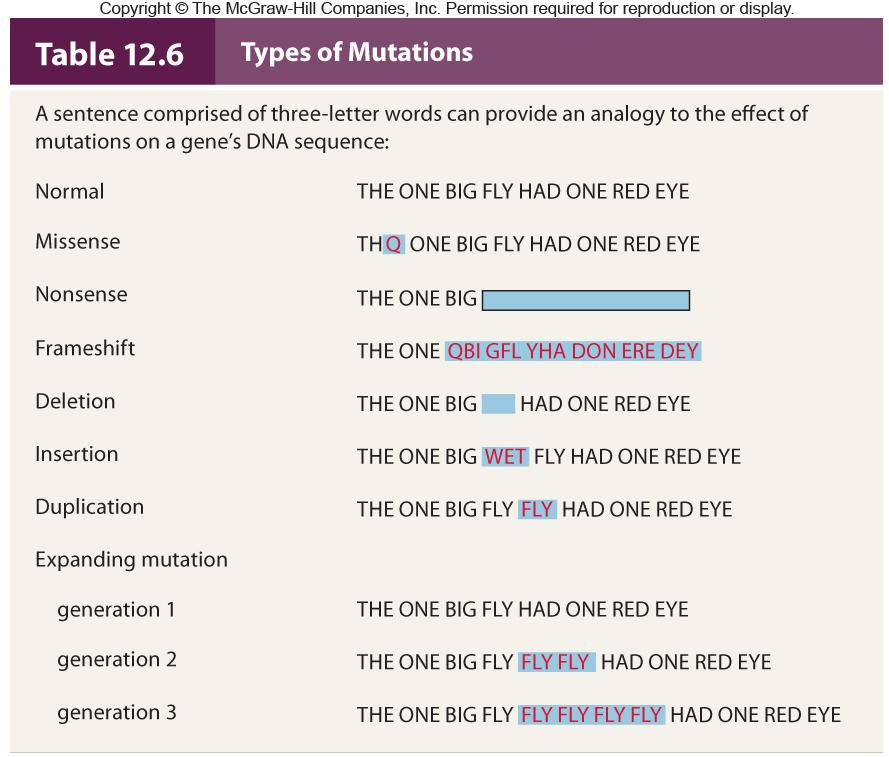 Copyright © The McGraw-Hill Companies, Inc. Permission required for reproduction or display.
Table 12.6 Types of Mutations
A sentence comprised of three-letter words can provide an analogy to the effect of
mutations on a gene's DNA sequence:
Normal THE ONE BIG FLY HAD ONE RED EYE
Missense THQ ONE BIG FLY HAD ONE RED EYE
Nonsense THE ONE BIG
Frameshift THE ONE QBI GFL YHA DON ERE DEY
Deletion THE ONE BIG HAD ONE RED EYE
Insertion THE ONE BIG WET FLY HAD ONE RED EYE
Duplication THE ONE BIG FLY FLY HAD ONE RED EYE
Expanding mutation
generation 1 THE ONE BIG FLY HAD ONE RED EYE
generation 2 THE ONE BIG FLY FLY FLY HAD ONE RED EYE
generation 3 THE ONE BIG FLY FLY FLY FLY FLY HAD ONE RED EYE